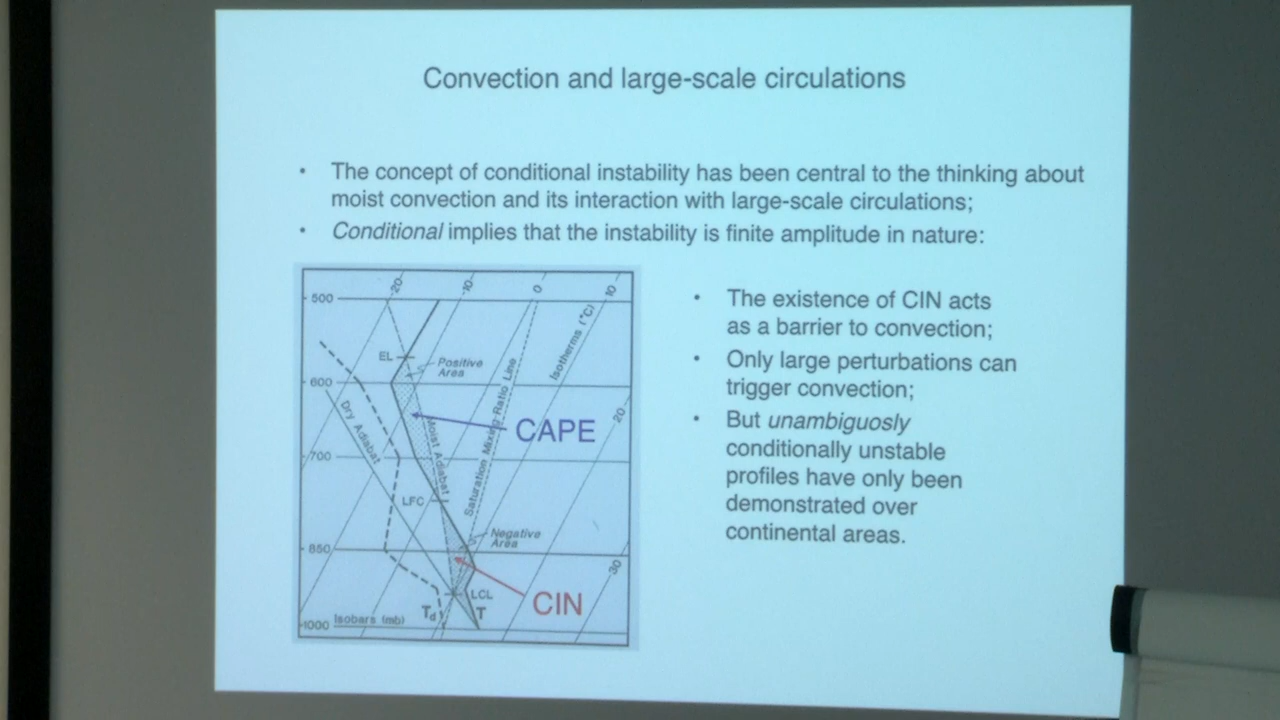 Convection and large-scale circulations
• The concept of conditional instability has been central to the thinking about
moist convection and its interaction with large-scale circulations;
• Conditional implies that the instability is finite amplitude in nature:
-20
-10
0
10
500
EL
Positive
Area
Isotherms (°C)
600
Dry Adiabat
CAPE
20
Moist Adiabat
Saturation Mixing Ratio Line
700
LFC
Negative
Area
850
30
LCL
CIN
Td
T
1000
Isobars (mb)
• The existence of CIN acts
as a barrier to convection;
• Only large perturbations can
trigger convection;
• But unambiguosly
conditionally unstable
profiles have only been
demonstrated over
continental areas.